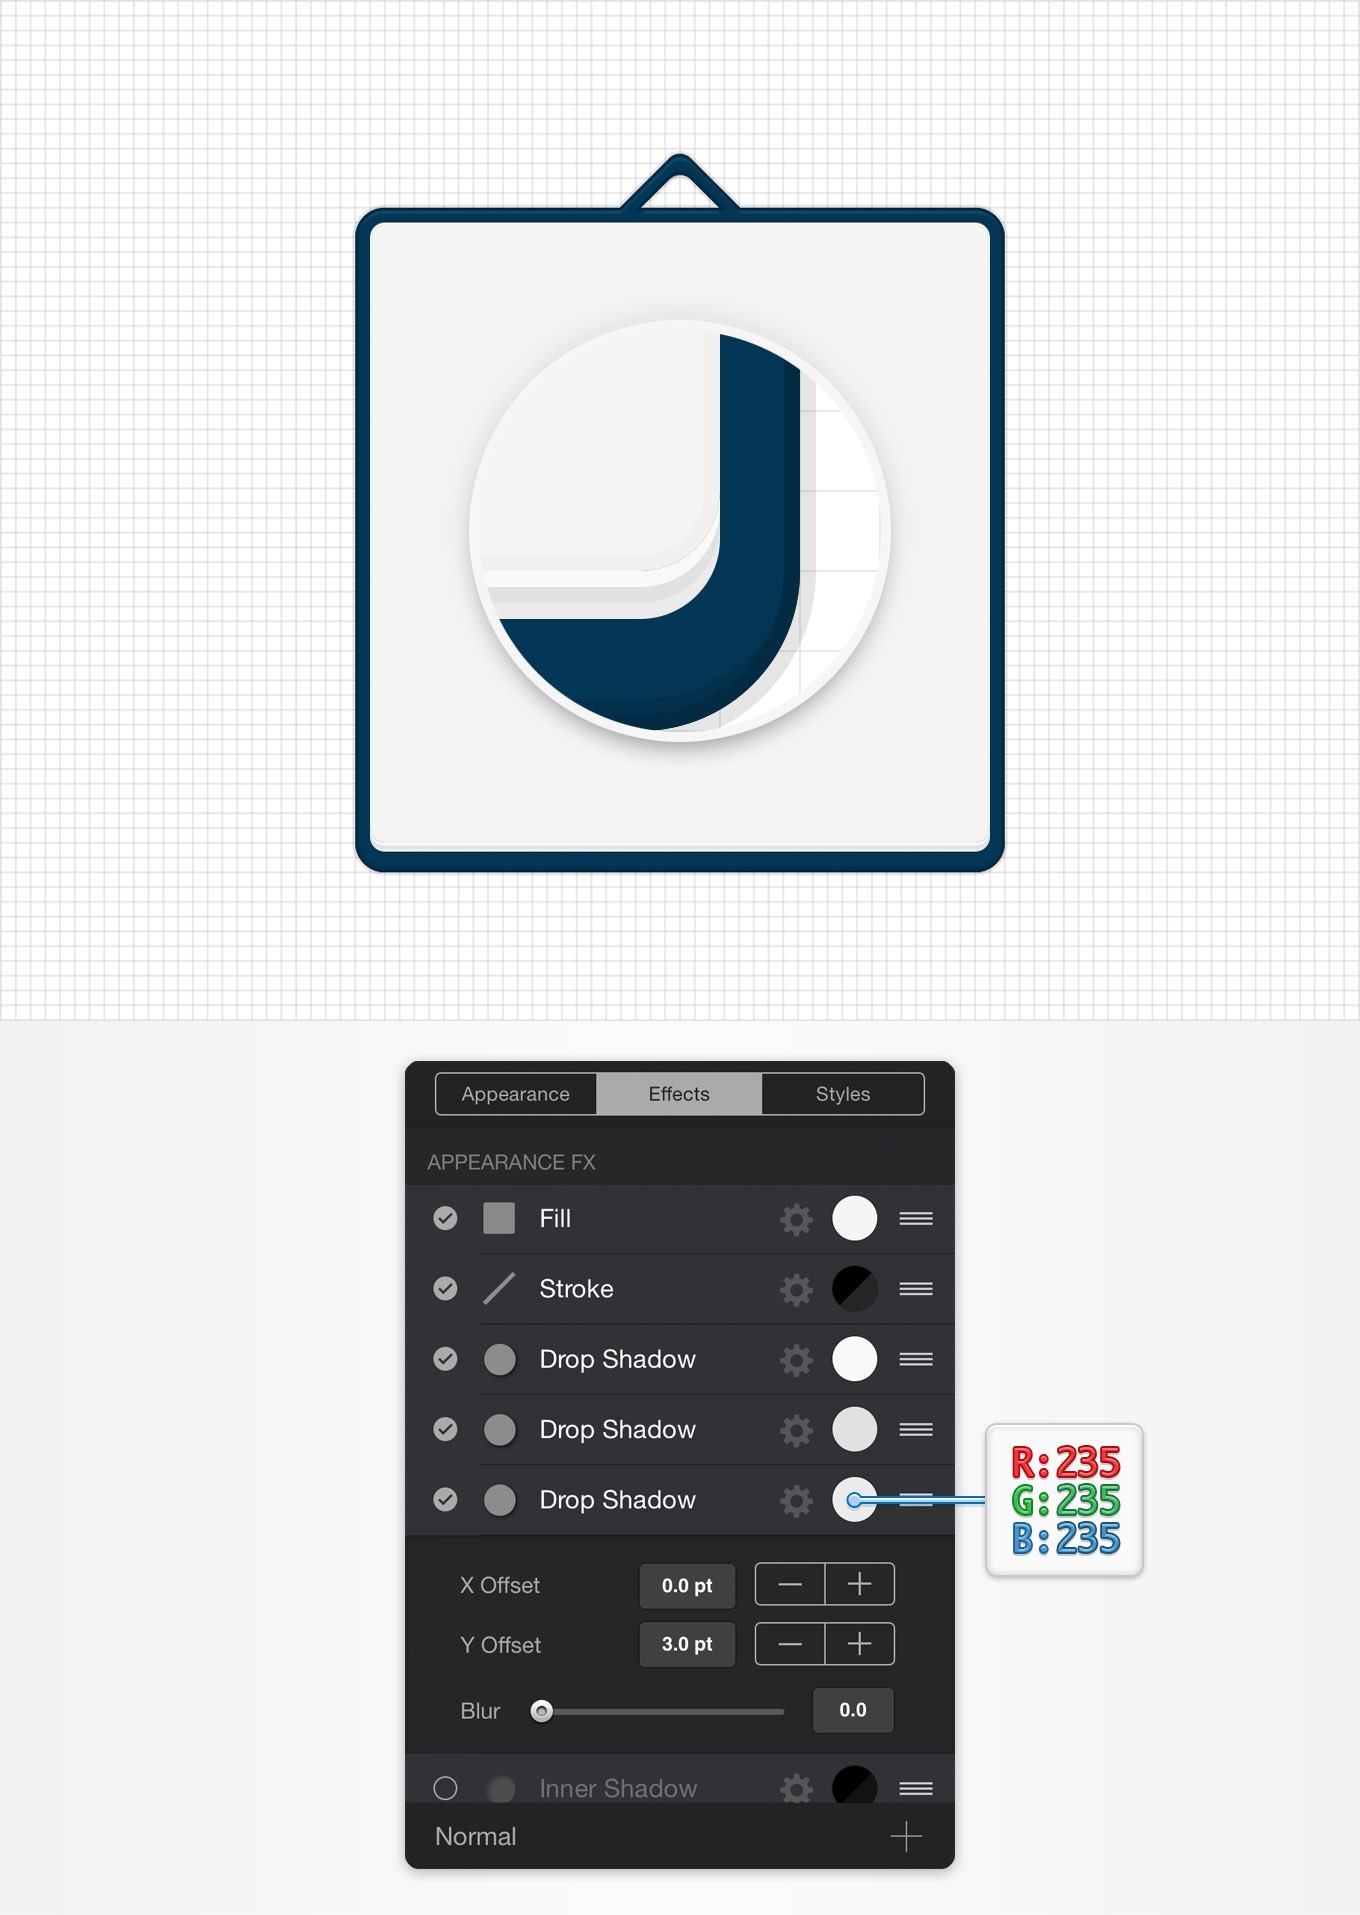 Appearance Effects Styles
APPEARANCE FX
Fill
Stroke
Drop Shadow
Drop Shadow
Drop Shadow
R:235
G:235
B:235
X Offset 0.0 pt
Y Offset 3.0 pt
Blur 0.0
Inner Shadow
Normal